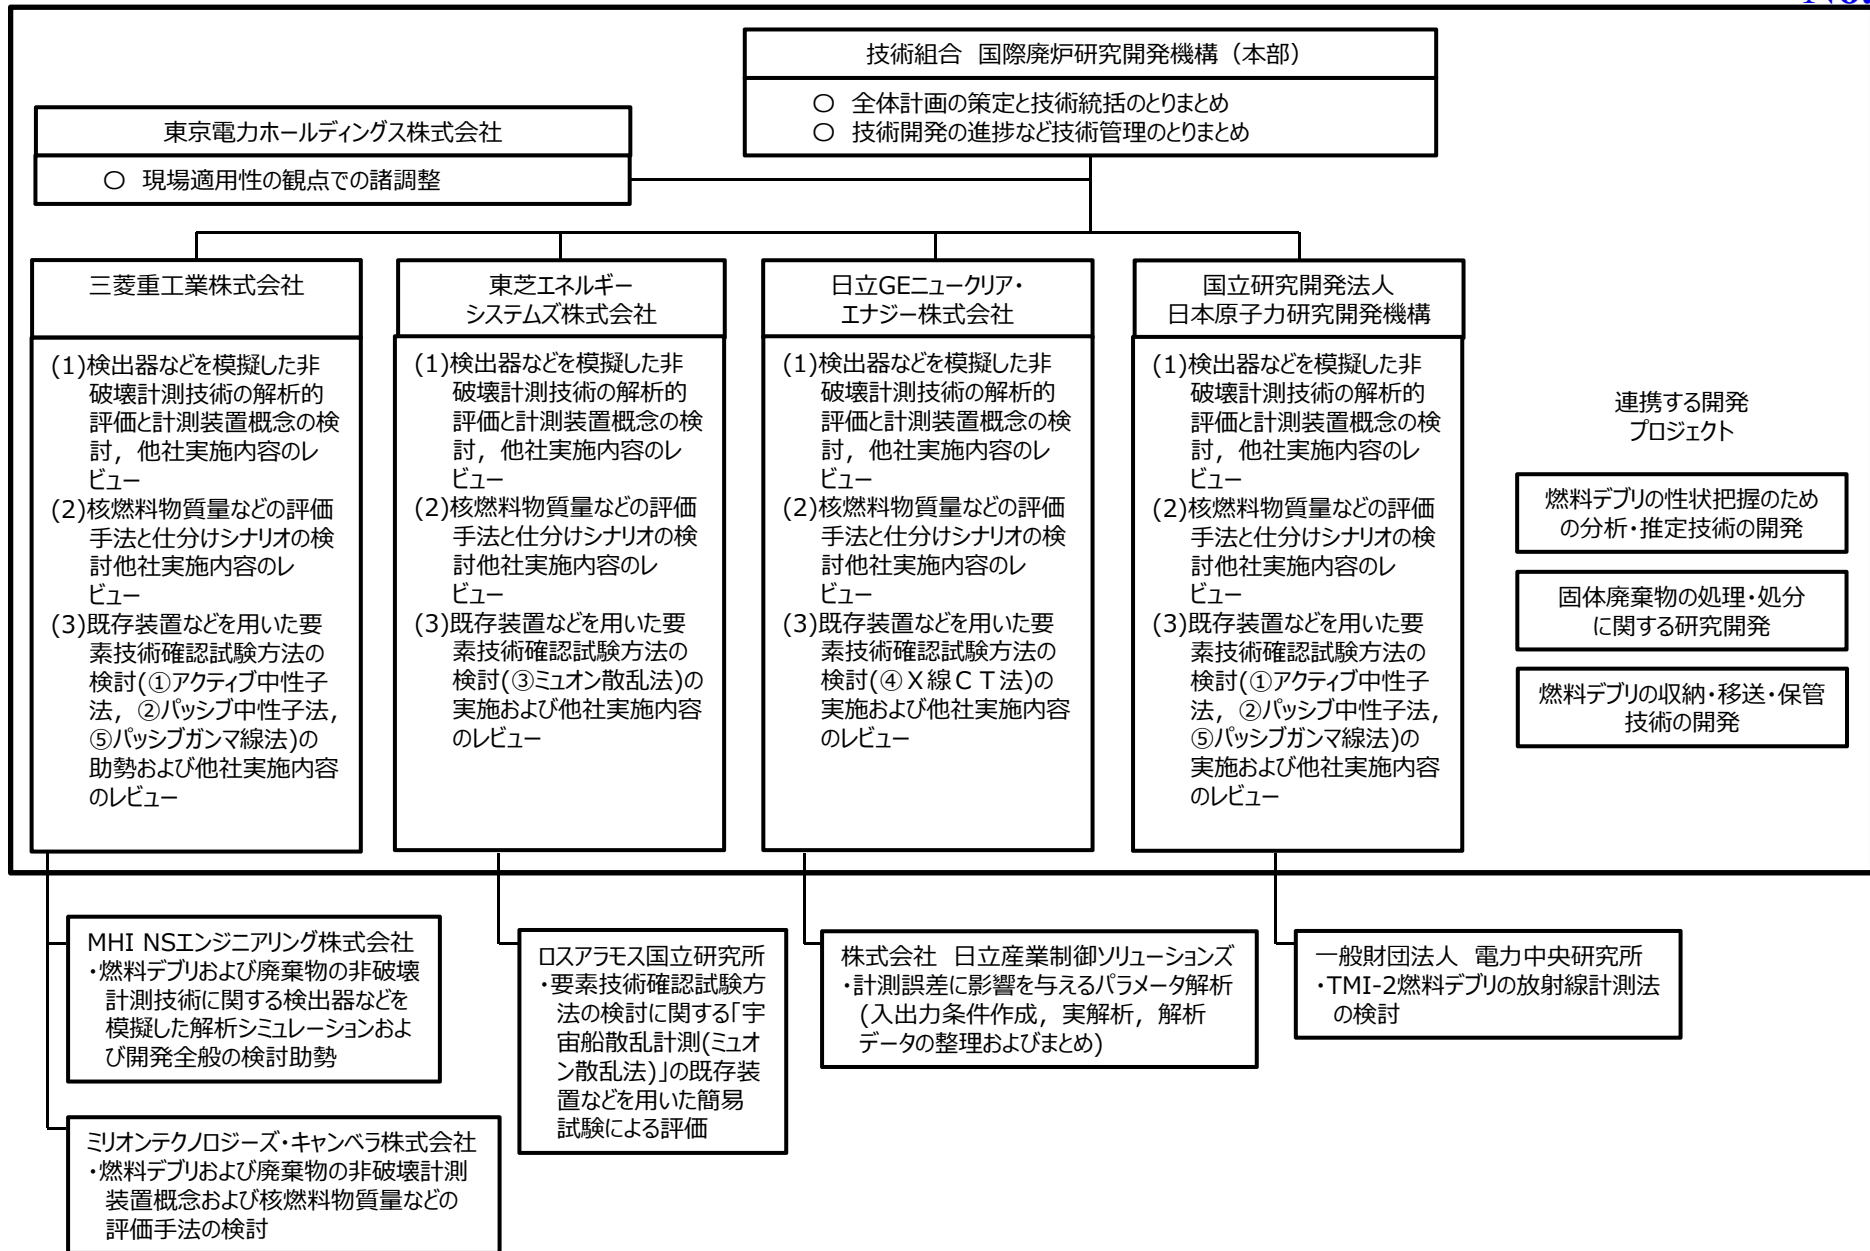 No.
技術組合 国際廃炉研究開発機構（本部）
○ 全体計画の策定と技術統括のとりまとめ
○ 技術開発の進捗など技術管理のとりまとめ
東京電力ホールディングス株式会社
○ 現場適用性の観点での諸調整
三菱重工業株式会社
(1)検出器などを模擬した非
破壊計測技術の解析的
評価と計測装置概念の検
討，他社実施内容のレ
ビュー
(2)核燃料物質量などの評価
手法と仕分けシナリオの検
討他社実施内容のレ
ビュー
(3)既存装置などを用いた要
素技術確認試験方法の
検討(①アクティブ中性子
法，②パッシブ中性子法，
⑤パッシブガンマ線法)の
助勢および他社実施内容
のレビュー
東芝エネルギー
システムズ株式会社
(1)検出器などを模擬した非
破壊計測技術の解析的
評価と計測装置概念の検
討，他社実施内容のレ
ビュー
(2)核燃料物質量などの評価
手法と仕分けシナリオの検
討他社実施内容のレ
ビュー
(3)既存装置などを用いた要
素技術確認試験方法の
検討(③ミュオン散乱法)の
実施および他社実施内容
のレビュー
日立GEニュークリア・
エナジー株式会社
(1)検出器などを模擬した非
破壊計測技術の解析的
評価と計測装置概念の検
討，他社実施内容のレ
ビュー
(2)核燃料物質量などの評価
手法と仕分けシナリオの検
討他社実施内容のレ
ビュー
(3)既存装置などを用いた要
素技術確認試験方法の
検討(④Ｘ線ＣＴ法)の
実施および他社実施内容
のレビュー
国立研究開発法人
日本原子力研究開発機構
(1)検出器などを模擬した非
破壊計測技術の解析的
評価と計測装置概念の検
討，他社実施内容のレ
ビュー
(2)核燃料物質量などの評価
手法と仕分けシナリオの検
討他社実施内容のレ
ビュー
(3)既存装置などを用いた要
素技術確認試験方法の
検討(①アクティブ中性子
法，②パッシブ中性子法，
⑤パッシブガンマ線法)の
実施および他社実施内容
のレビュー
連携する開発
プロジェクト
燃料デブリの性状把握のため
の分析・推定技術の開発
固体廃棄物の処理・処分
に関する研究開発
燃料デブリの収納・移送・保管
技術の開発
MHI NSエンジニアリング株式会社
・燃料デブリおよび廃棄物の非破壊
計測技術に関する検出器などを
模擬した解析シミュレーションおよ
び開発全般の検討助勢
ミリオンテクノロジーズ・キャンベラ株式会社
・燃料デブリおよび廃棄物の非破壊計測
装置概念および核燃料物質量などの
評価手法の検討
ロスアラモス国立研究所
・要素技術確認試験方
法の検討に関する「宇
宙船散乱計測(ミュオ
ン散乱法)」の既存装
置などを用いた簡易
試験による評価
株式会社 日立産業制御ソリューションズ
・計測誤差に影響を与えるパラメータ解析
(入出力条件作成，実解析，解析
データの整理およびまとめ)
一般財団法人 電力中央研究所
・TMI-2燃料デブリの放射線計測法
の検討